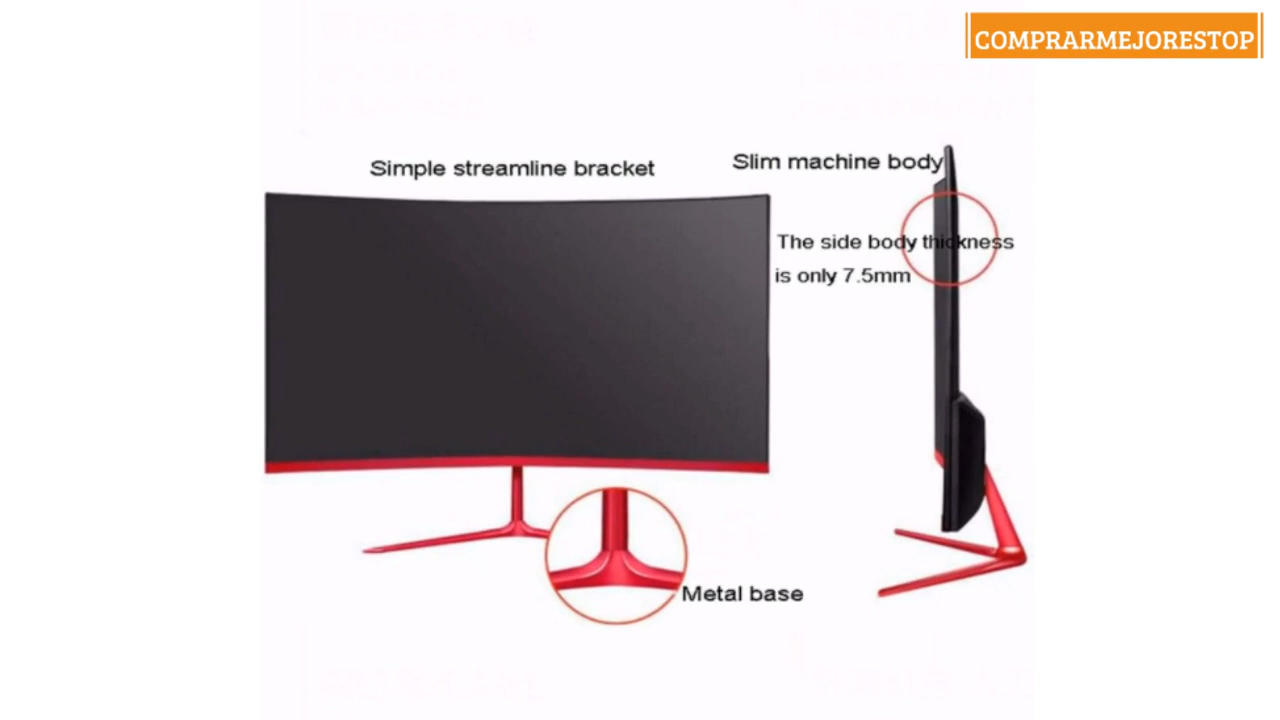 COMPRARMEJORESTOP
Simple streamline bracket
Slim machine body
The side body thickness
is only 7.5mm
Metal base